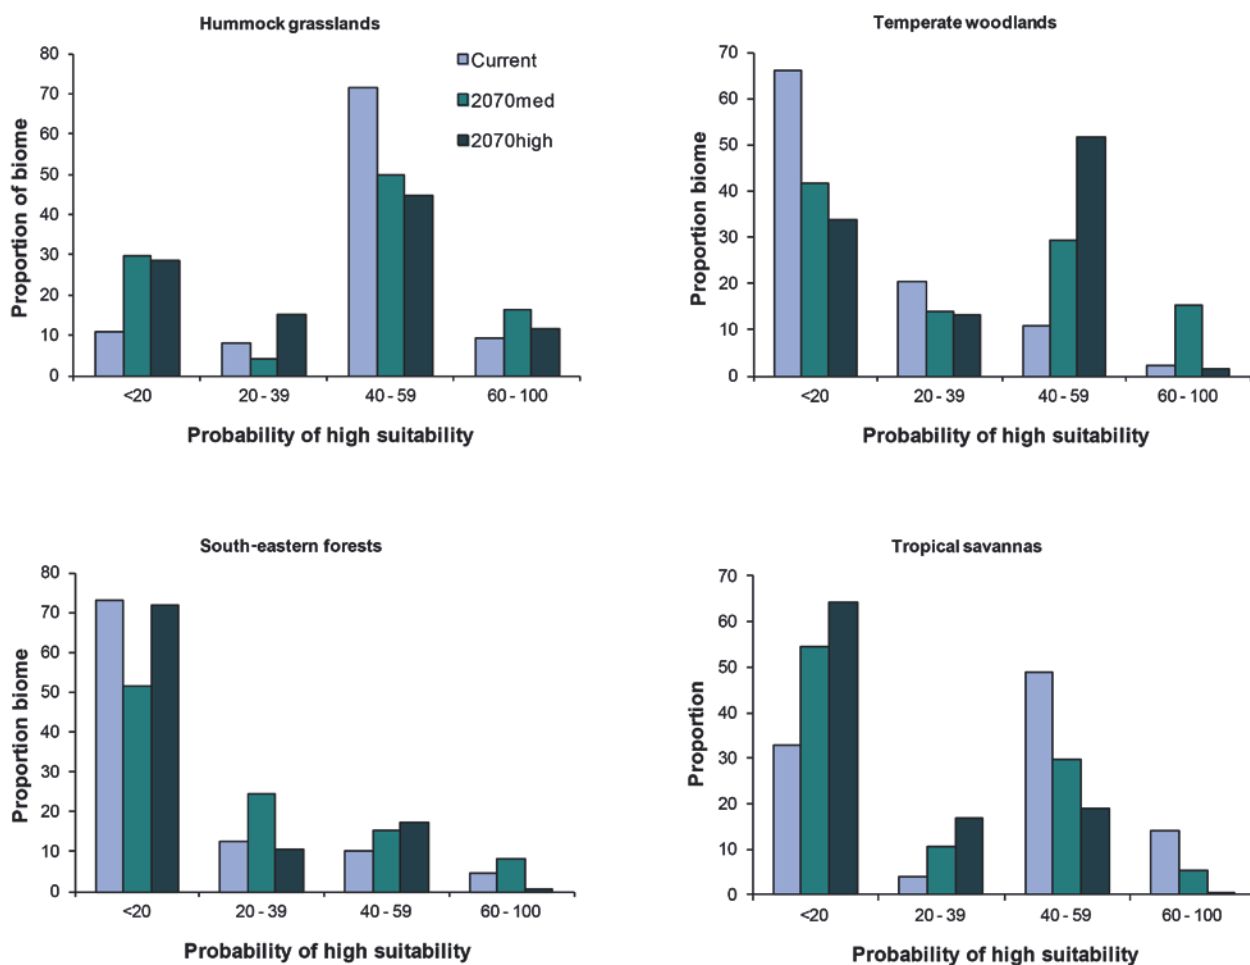 Hummock grasslands
80
70
60
50
40
30
20
10
0
Proportion of biome
Current
2070med
2070high
<20 20 - 39 40 - 59 60 - 100
Probability of high suitability
Temperate woodlands
70
60
50
40
30
20
10
0
Proportion biome
<20 20 - 39 40 - 59 60 - 100
Probability of high suitability
South-eastern forests
80
70
60
50
40
30
20
10
0
Proportion biome
<20 20 - 39 40 - 59 60 - 100
Probability of high suitability
Tropical savannas
70
60
50
40
30
20
10
0
Proportion
<20 20 - 39 40 - 59 60 - 100
Probability of high suitability